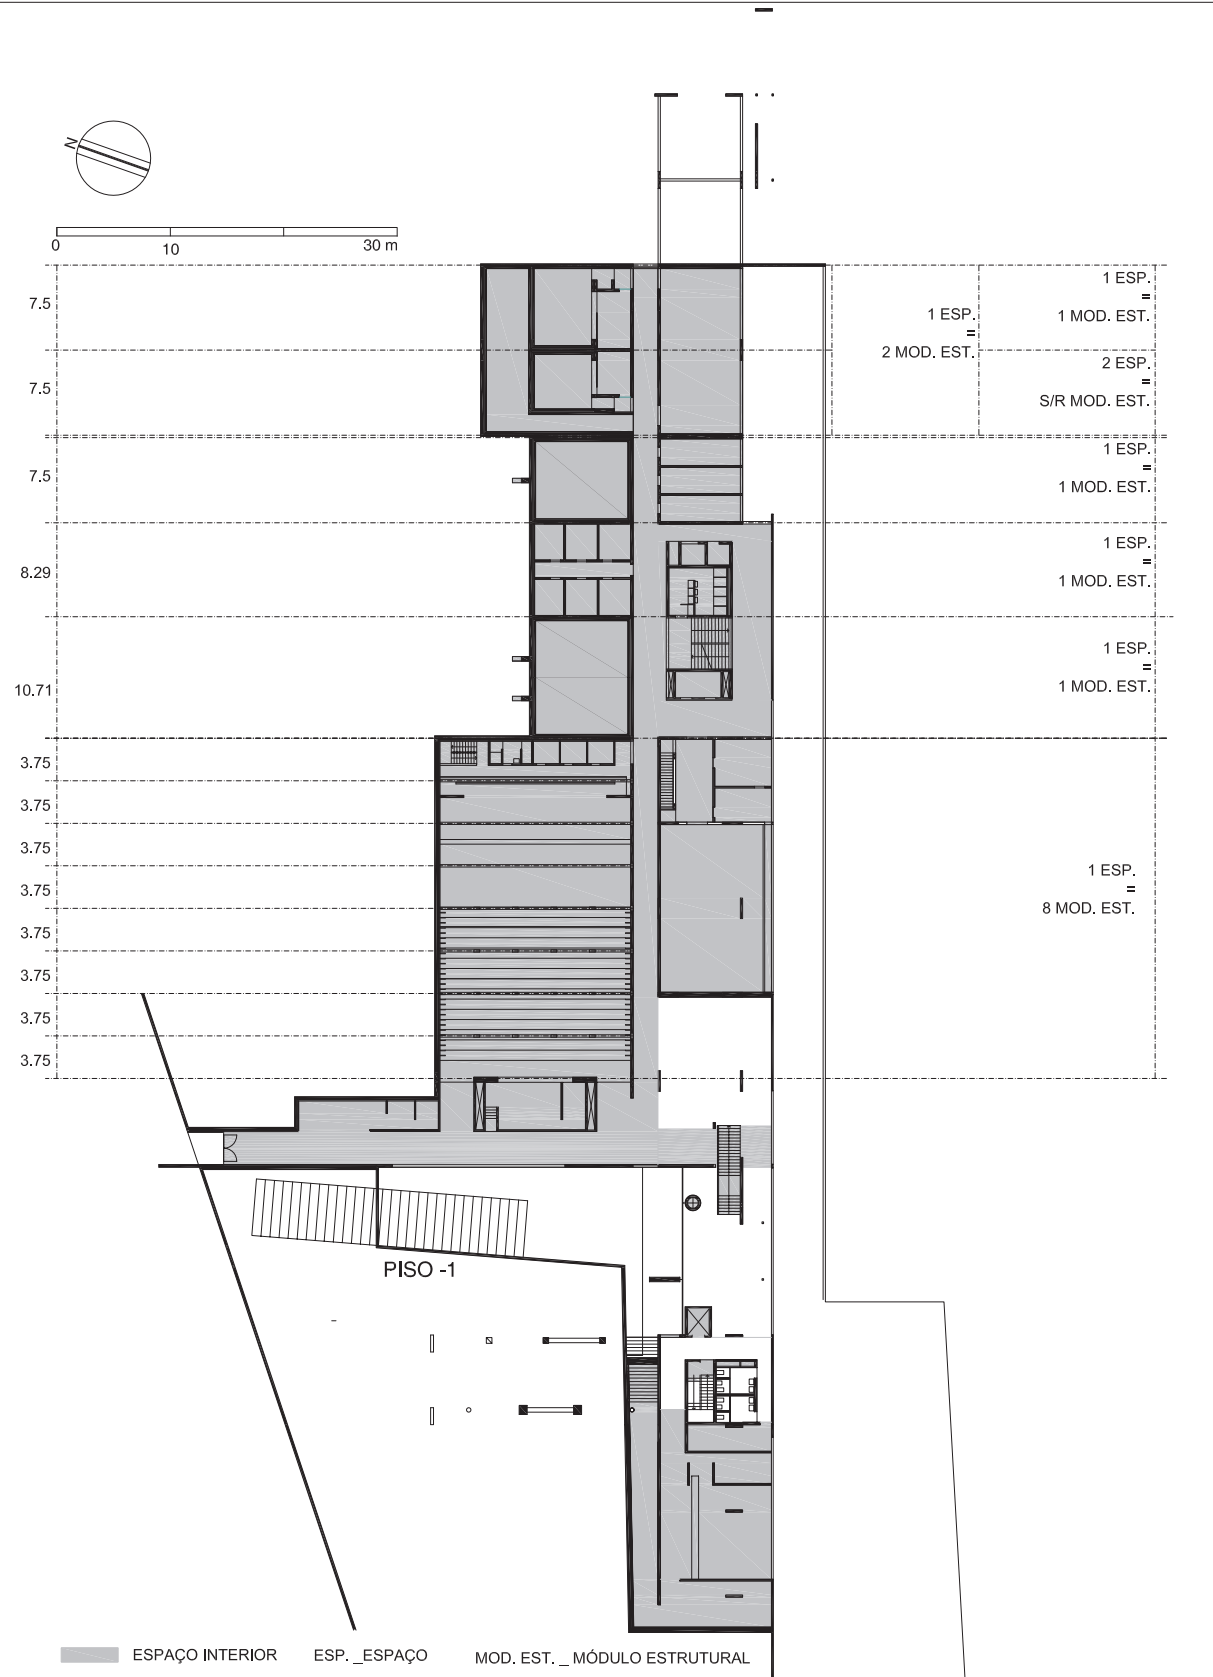 N
0 10 30 m
7.5
7.5
7.5
8.29
10.71
3.75
3.75
3.75
3.75
3.75
3.75
3.75
3.75
1 ESP.
=
2 MOD. EST.
1 ESP.
=
1 MOD. EST.
2 ESP.
=
S/R MOD. EST.
1 ESP.
=
1 MOD. EST.
1 ESP.
=
1 MOD. EST.
1 ESP.
=
1 MOD. EST.
1 ESP.
=
8 MOD. EST.
PISO -1
ESPAÇO INTERIOR ESP. _ESPAÇO MOD. EST. _ MÓDULO ESTRUTURAL